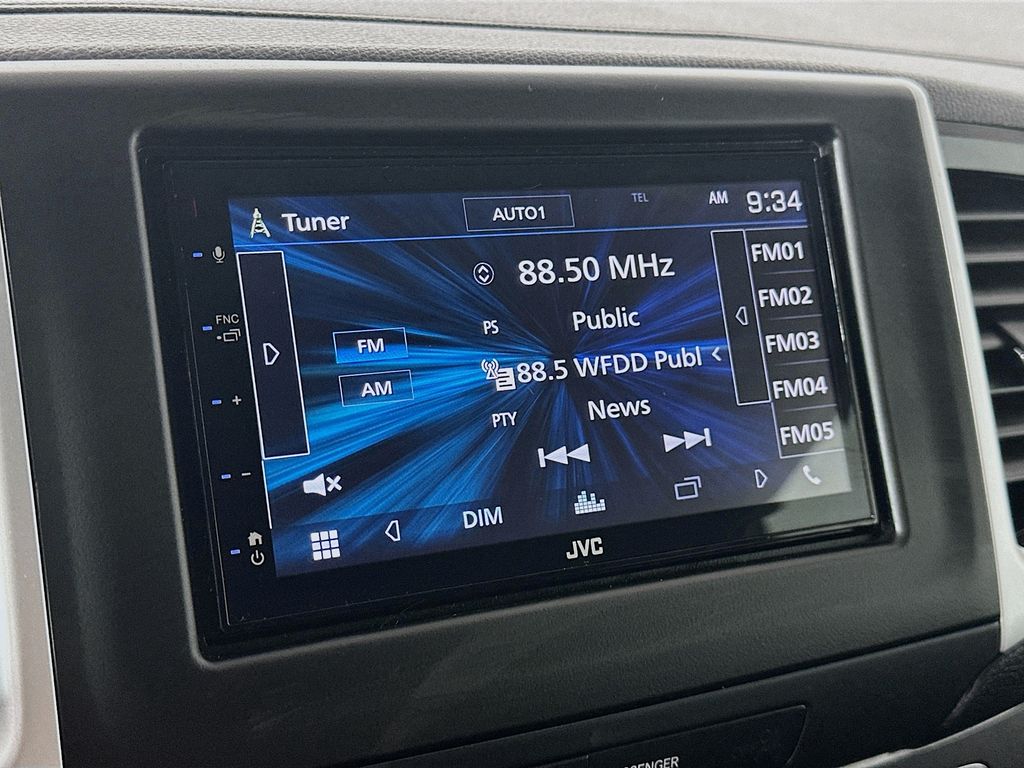 Tuner
AUTO1
TEL
AM 9:34
88.50 MHz
FM01
FM02
FM03
FM04
FM05
PS
Public
88.5 WFDD Publ
PTY
News
FM
AM
FNC
+
-
DIM
JVC